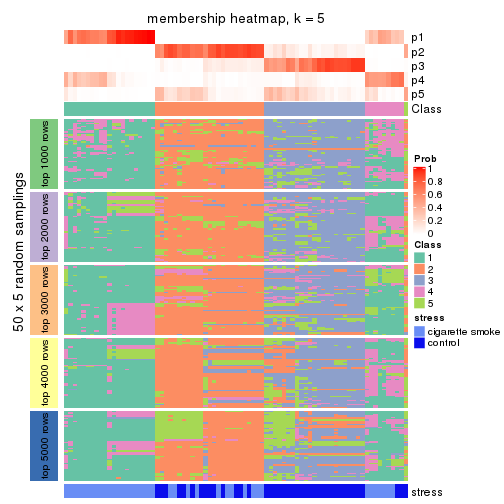 membership heatmap, k = 5
p1
p2
p3
p4
p5
Class
50 x 5 random samplings
top 1000 rows
top 2000 rows
top 3000 rows
top 4000 rows
top 5000 rows
stress
Prob
0.8
0.6
0.4
0.2
0
Class
1
2
3
4
5
stress
cigarette smoke
control